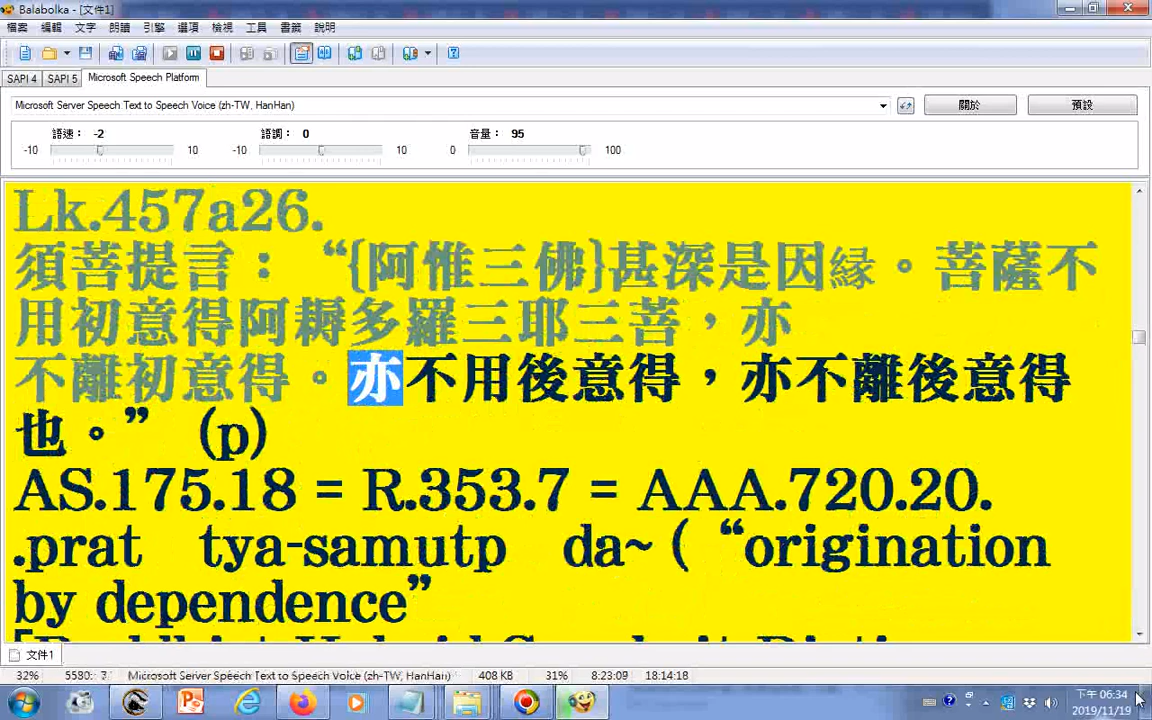 Balabolka - [文件1]
檔案 編輯 文字 朗讀 引擎 選項 檢視 工具 書籤 說明
SAPI 4 SAPI 5 Microsoft Speech Platform
Microsoft Server Speech Text to Speech Voice (zh-TW, HanHan) 關於 預設
語速： -2 語調： 0 音量： 95
-10 10 -10 10 0 100
Lk.457a26.
須菩提言： “{阿惟三佛}甚深是因緣。菩薩不
用初意得阿耨多羅三耶三菩，亦
不離初意得。亦不用後意得，亦不離後意得
也。” (p)
AS.175.18 = R.353.7 = AAA.720.20.
.prat tya-samutp da~ ( “origination
by dependence”
文件1
32% Microsoft Server Speech Text to Speech Voice (zh-TW, HanHan) 408 KB 31% 8:23:09 18:14:18
下午 06:34
2019/11/19